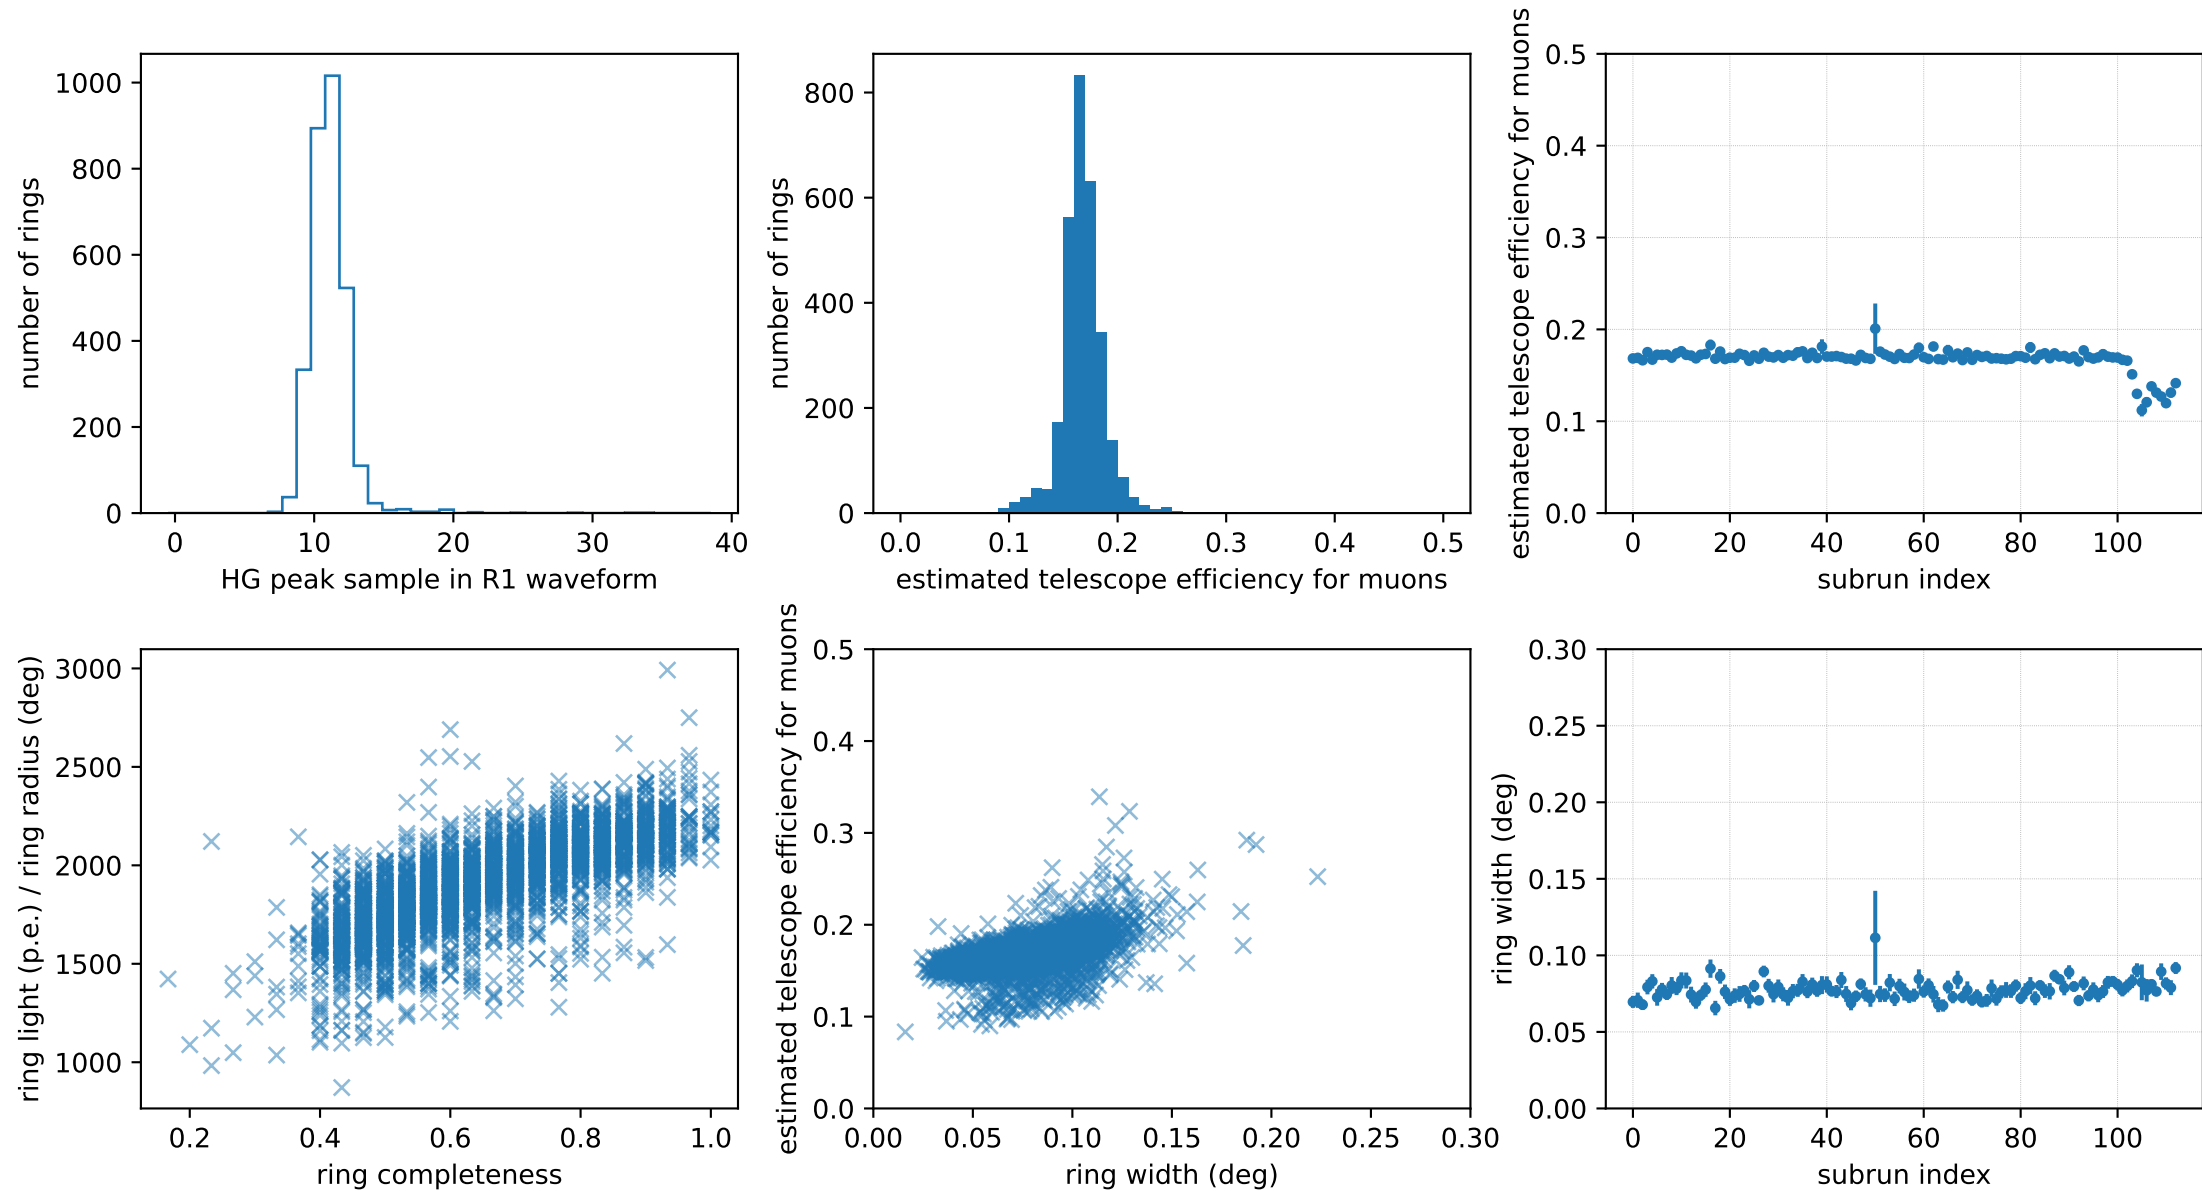 number of rings
1000
800
600
400
200
0
0 10 20 30 40
HG peak sample in R1 waveform
number of rings
800
600
400
200
0
0.0 0.1 0.2 0.3 0.4 0.5
estimated telescope efficiency for muons
estimated telescope efficiency for muons
0.5
0.4
0.3
0.2
0.1
0.0
0 20 40 60 80 100
subrun index
ring light (p.e.) / ring radius (deg)
3000
2500
2000
1500
1000
0.2 0.4 0.6 0.8 1.0
ring completeness
estimated telescope efficiency for muons
0.5
0.4
0.3
0.2
0.1
0.0
0.00 0.05 0.10 0.15 0.20 0.25 0.30
ring width (deg)
ring width (deg)
0.30
0.25
0.20
0.15
0.10
0.05
0.00
0 20 40 60 80 100
subrun index